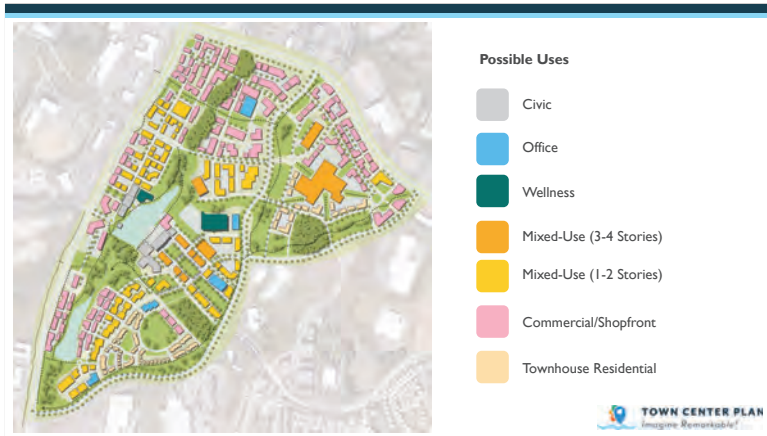 Possible Uses
Civic
Office
Wellness
Mixed-Use (3-4 Stories)
Mixed-Use (1-2 Stories)
Commercial/Shopfront
Townhouse Residential
TOWN CENTER PLAN
Imagine Remarkable!